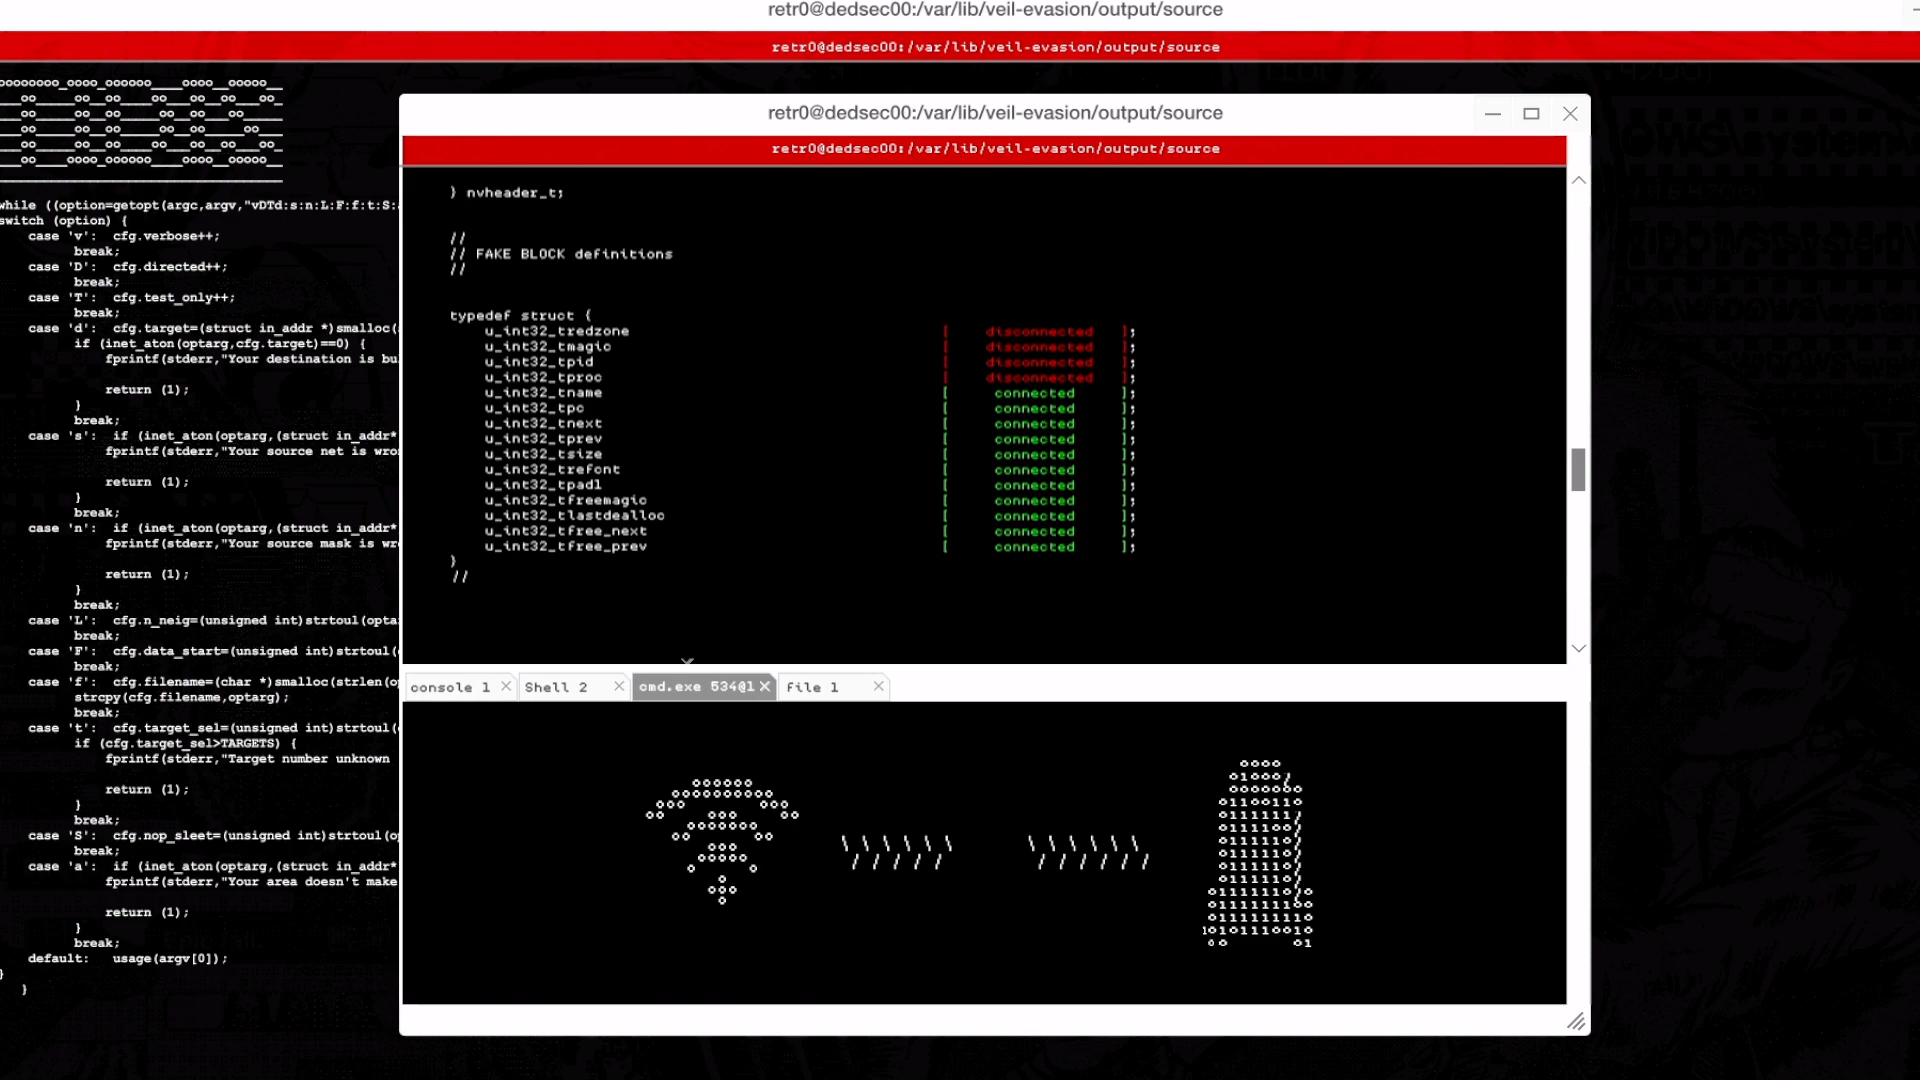 retr0@dedsec00:/var/lib/veil-evasion/output/source
retr0@dedsec00:/var/lib/veil-evasion/output/source
while ((option=getopt(argc,argv,"vDTd:s:n:L:F:f:t:S:
switch (option) {
case 'v': cfg.verbose++;
break;
case 'D': cfg.directed++;
break;
case 'T': cfg.test_only++;
break;
case 'd': cfg.target=(struct in_addr *)smalloc(
if (inet_aton(optarg,cfg.target)==0) {
fprintf(stderr,"Your destination is bu
return (1);
}
break;
case 's': if (inet_aton(optarg,(struct in_addr*
fprintf(stderr,"Your source net is wro
return (1);
}
break;
case 'n': if (inet_aton(optarg,(struct in_addr*
fprintf(stderr,"Your source mask is wr
return (1);
}
break;
case 'L': cfg.n_neig=(unsigned int)strtoul(opta
break;
case 'F': cfg.data_start=(unsigned int)strtoul(
break;
case 'f': cfg.filename=(char *)smalloc(strlen(o
strcpy(cfg.filename,optarg);
break;
case 't': cfg.target_sel=(unsigned int)strtoul(
if (cfg.target_sel>TARGETS) {
fprintf(stderr,"Target number unknown
return (1);
}
break;
case 'S': cfg.nop_sleet=(unsigned int)strtoul(o
break;
case 'a': if (inet_aton(optarg,(struct in_addr*
fprintf(stderr,"Your area doesn't make
return (1);
}
break;
default: usage(argv[0]);
}
}
retr0@dedsec00:/var/lib/veil-evasion/output/source
retr0@dedsec00:/var/lib/veil-evasion/output/source
} nvheader_t;
//
// FAKE BLOCK definitions
//
typedef struct {
u_int32_tredzone [ disconnected ];
u_int32_tmagic [ disconnected ];
u_int32_tpid [ disconnected ];
u_int32_tproc [ disconnected ];
u_int32_tname [ connected ];
u_int32_tpc [ connected ];
u_int32_tnext [ connected ];
u_int32_tprev [ connected ];
u_int32_tsize [ connected ];
u_int32_trefcnt [ connected ];
u_int32_tpad1 [ connected ];
u_int32_tfreemagic [ connected ];
u_int32_tlastdealloc [ connected ];
u_int32_tfree_next [ connected ];
u_int32_tfree_prev [ connected ];
}
//
console 1
Shell 2
cmd.exe 534@1
file 1